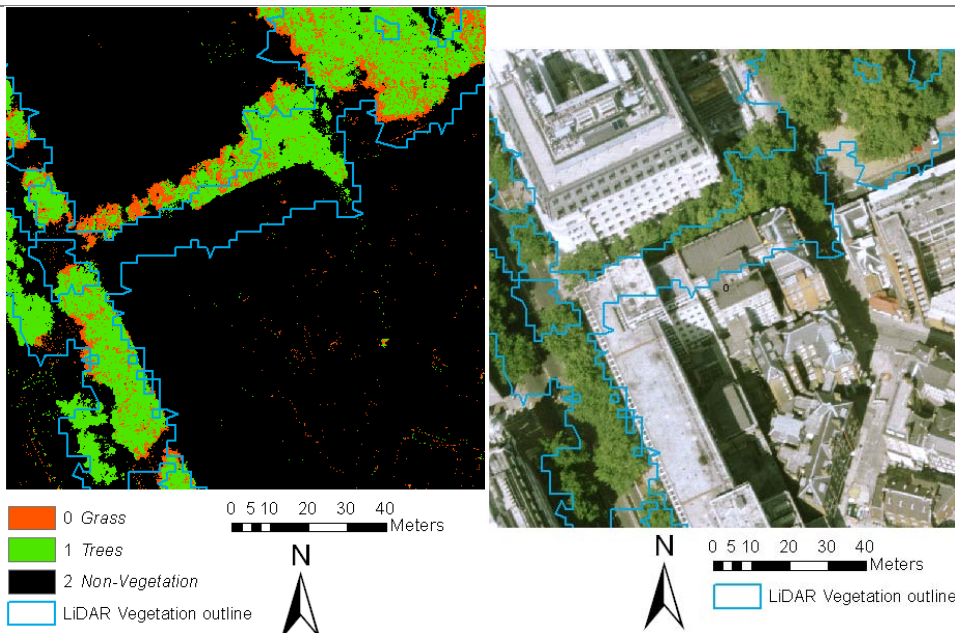 0 Grass
1 Trees
2 Non-Vegetation
LiDAR Vegetation outline
0 5 10 20 30 40
Meters
N
0
N
0 5 10 20 30 40
Meters
LiDAR Vegetation outline